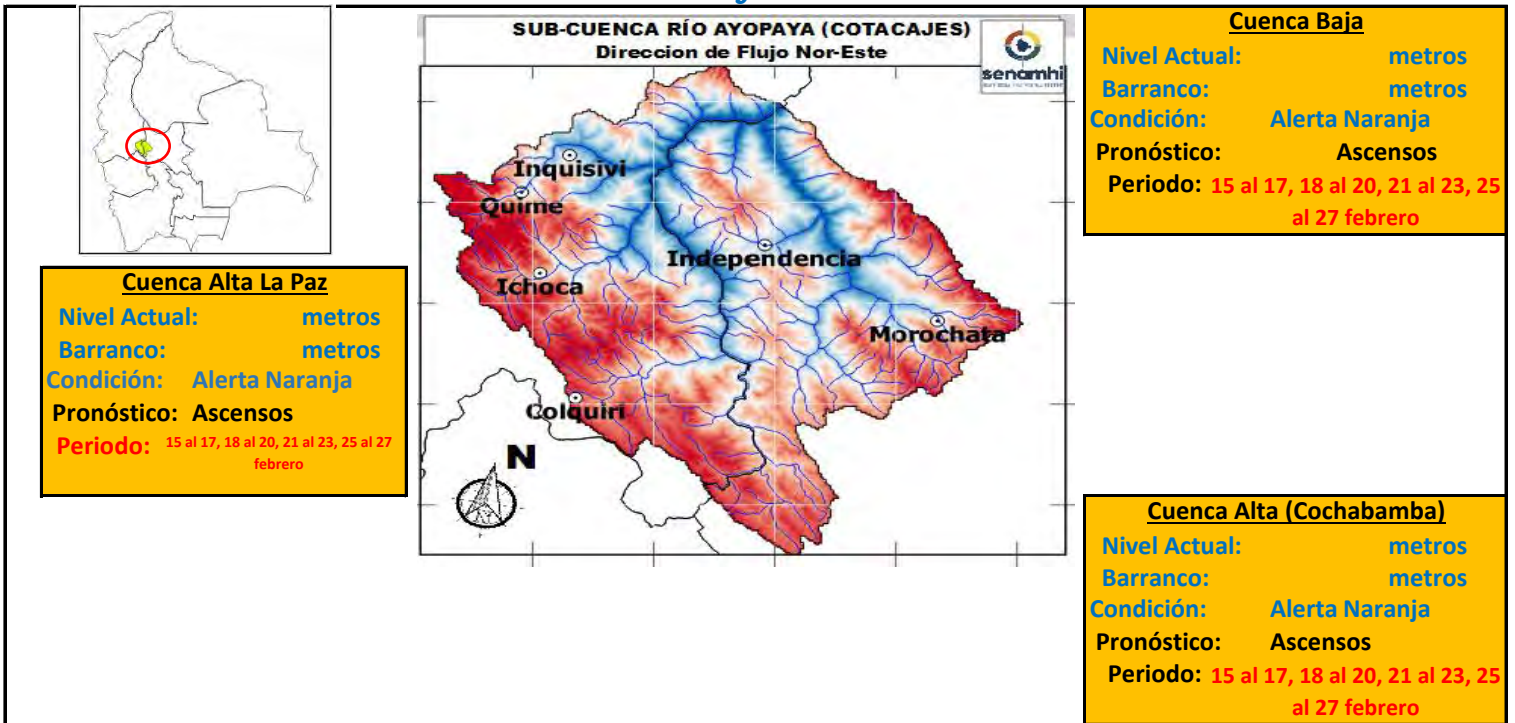 SUB-CUENCA RÍO AYOPAYA (COTACAJES)
Direccion de Flujo Nor-Este
senamhi
Inquisivi
Quime
Independencia
Ichoca
Morochata
Colquiri
N
Cuenca Baja
Nivel Actual: metros
Barranco: metros
Condición: Alerta Naranja
Pronóstico: Ascensos
Periodo: 15 al 17, 18 al 20, 21 al 23, 25
al 27 febrero
Cuenca Alta La Paz
Nivel Actual: metros
Barranco: metros
Condición: Alerta Naranja
Pronóstico: Ascensos
Periodo: 15 al 17, 18 al 20, 21 al 23, 25 al 27
febrero
Cuenca Alta (Cochabamba)
Nivel Actual: metros
Barranco: metros
Condición: Alerta Naranja
Pronóstico: Ascensos
Periodo: 15 al 17, 18 al 20, 21 al 23, 25
al 27 febrero